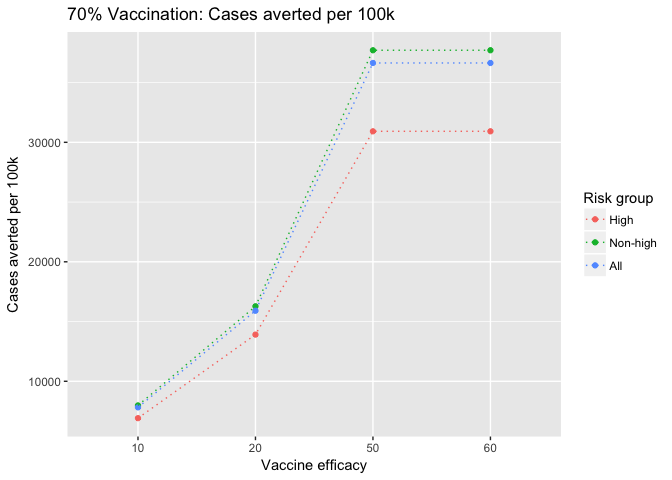 70% Vaccination: Cases averted per 100k
Cases averted per 100k
30000
20000
10000
10 20 50 60
Vaccine efficacy
Risk group
High
Non-high
All